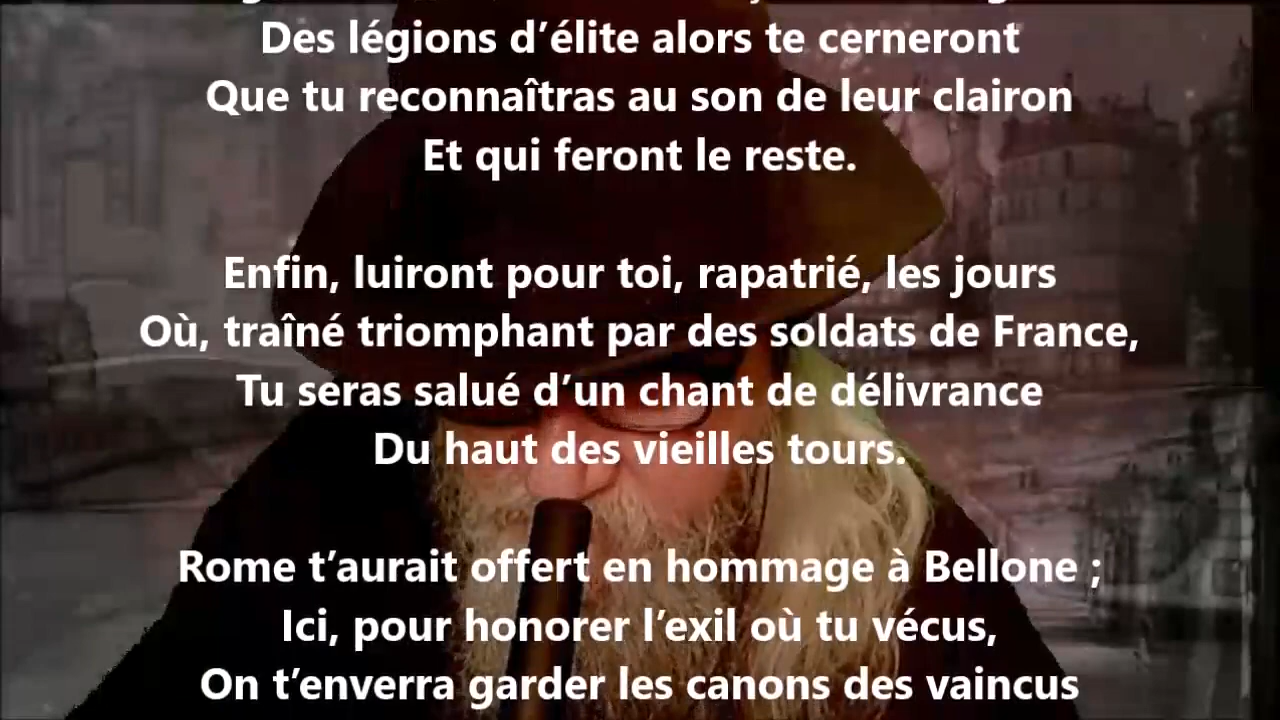 Des légions d’élite alors te cerneront
Que tu reconnaîtras au son de leur clairon
Et qui feront le reste.
Enfin, luiront pour toi, rapatrié, les jours
Où, traîné triomphant par des soldats de France,
Tu seras salué d’un chant de délivrance
Du haut des vieilles tours.
Rome t’aurait offert en hommage à Bellone ;
Ici, pour honorer l’exil où tu vécus,
On t’enverra garder les canons des vaincus